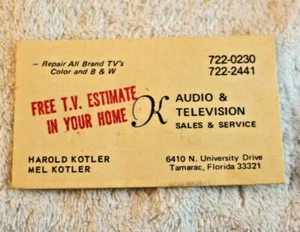 – Repair All Brand TV's
Color and B & W
722-0230
722-2441
FREE T.V. ESTIMATE
IN YOUR HOME
K
AUDIO &
TELEVISION
SALES & SERVICE
HAROLD KOTLER
MEL KOTLER
6410 N. University Drive
Tamarac, Florida 33321